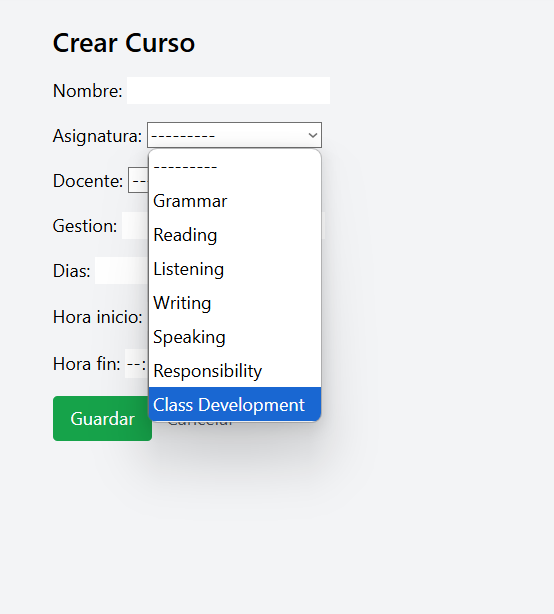 Crear Curso
Nombre:
Asignatura: ---------
---------
Docente: --
Grammar
Gestion:
Reading
Dias:
Listening
Writing
Hora inicio:
Speaking
Hora fin: --:
Responsibility
Class Development
Guardar
Cancelar